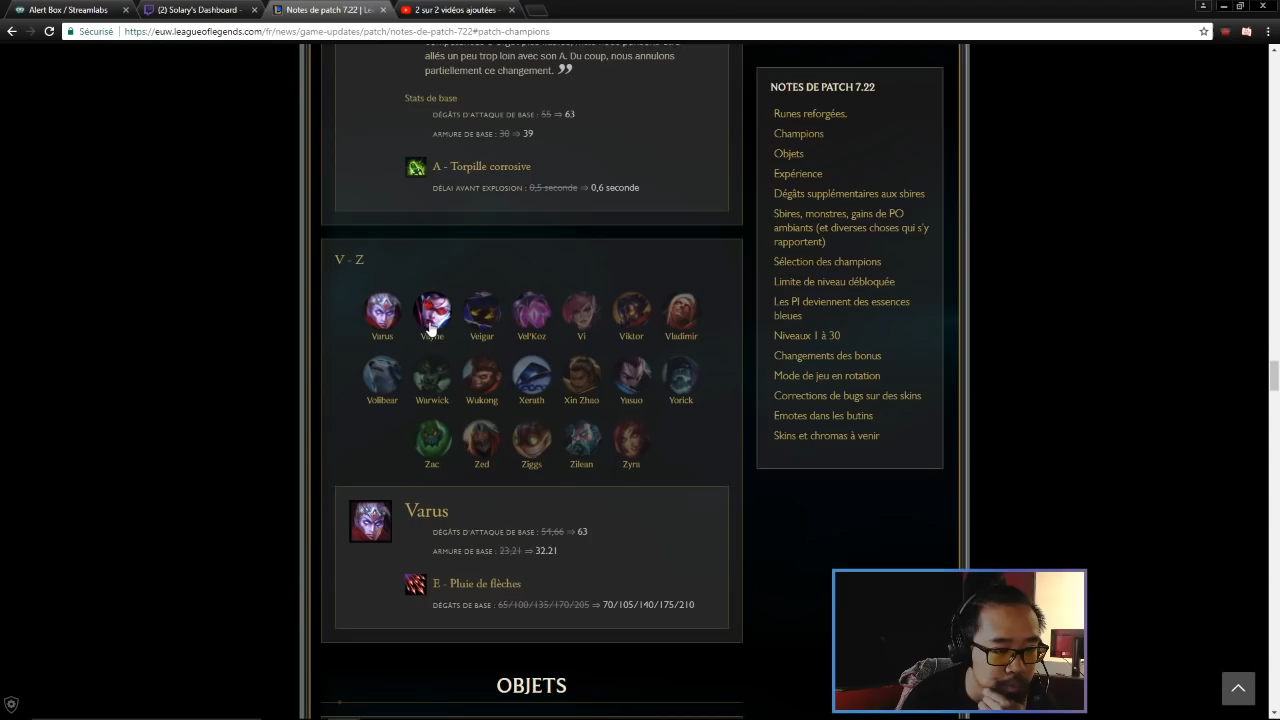 Alert Box / Streamlabs
(2) Solary's Dashboard -
Notes de patch 7.22 | Le
2 sur 2 vidéos ajoutées -
Sécurisé
https://euw.leagueoflegends.com/fr/news/game-updates/patch/notes-de-patch-722#patch-champions
allés un peu trop loin avec son A. Du coup, nous annulons
partiellement ce changement.
Stats de base
DÉGÂTS D'ATTAQUE DE BASE : 55 ⇒ 63
ARMURE DE BASE : 30 ⇒ 39
A - Torpille corrosive
DÉLAI AVANT EXPLOSION : 0,5 seconde ⇒ 0,6 seconde
V - Z
Varus
Vayne
Veigar
Vel'Koz
Vi
Viktor
Vladimir
Volibear
Warwick
Wukong
Xerath
Xin Zhao
Yasuo
Yorick
Zac
Zed
Ziggs
Zilean
Zyra
Varus
DÉGÂTS D'ATTAQUE DE BASE : 54,66 ⇒ 63
ARMURE DE BASE : 23,21 ⇒ 32.21
E - Pluie de flèches
DÉGÂTS DE BASE : 65/100/135/170/205 ⇒ 70/105/140/175/210
OBJETS
NOTES DE PATCH 7.22
Runes reforgées.
Champions
Objets
Expérience
Dégâts supplémentaires aux sbires
Sbires, monstres, gains de PO
ambiants (et diverses choses qui s'y
rapportent)
Sélection des champions
Limite de niveau débloquée
Les PI deviennent des essences
bleues
Niveaux 1 à 30
Changements des bonus
Mode de jeu en rotation
Corrections de bugs sur des skins
Emotes dans les butins
Skins et chromas à venir